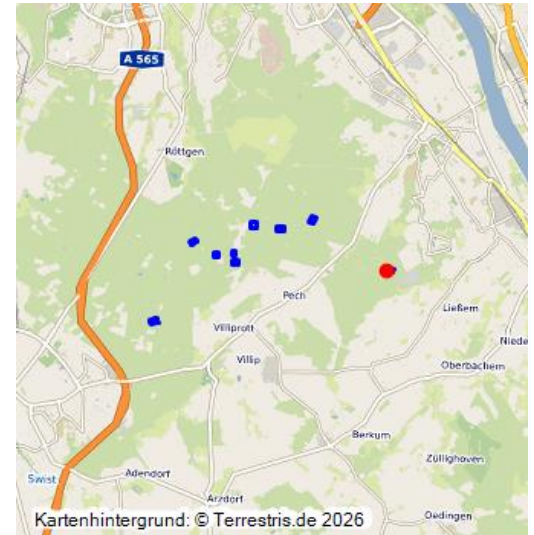 A 565
Röttgen
Pech
Ließem
Villiprott
Niede
Villip
Oberbachem
Berkum
Züllighoven
Adendorf
Swist
Arzdorf
Oedingen
Kartenhintergrund: © Terrestris.de 2026